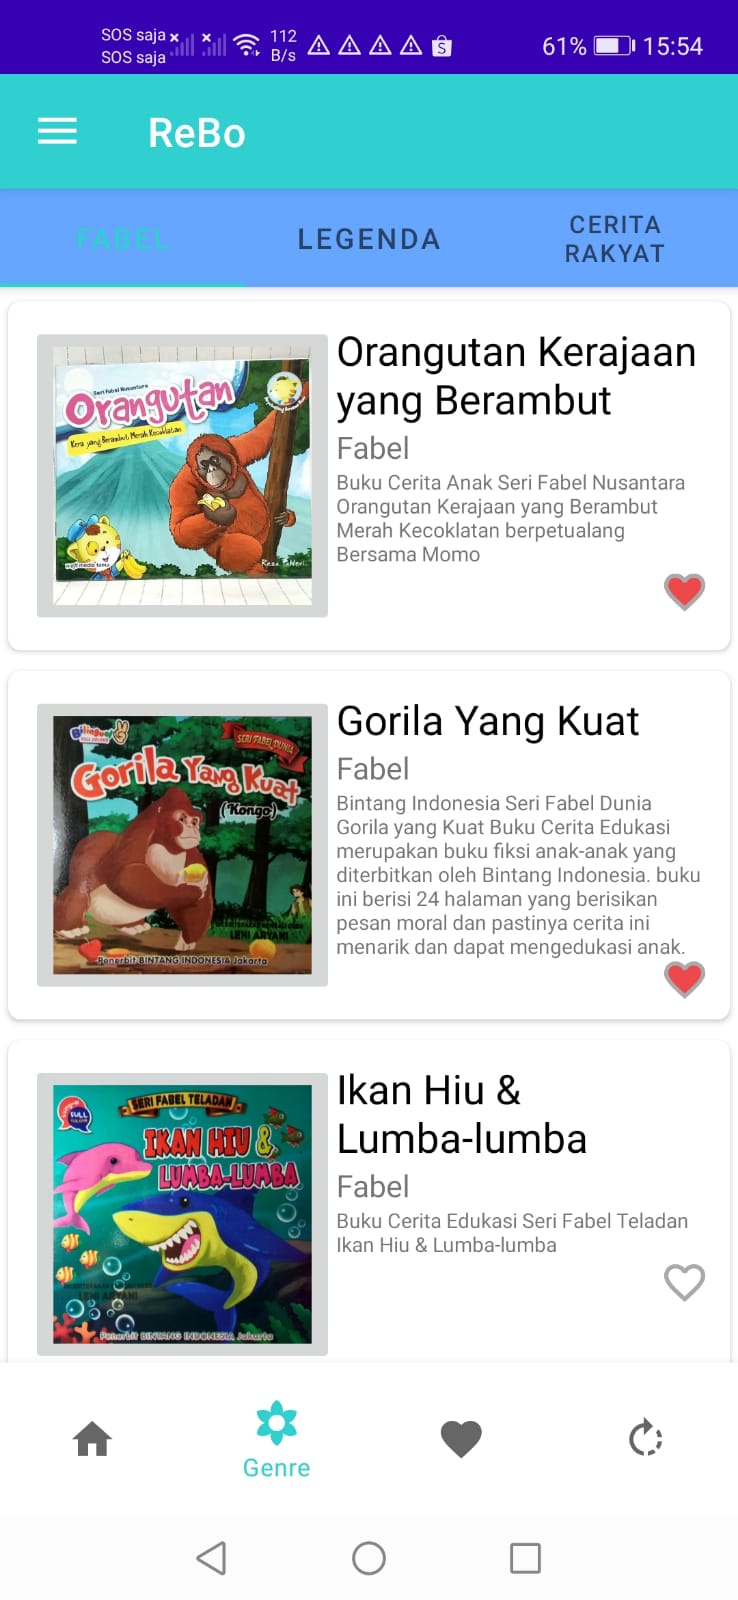 SOS saja
SOS saja
112
B/s
S
61%
15:54
ReBo
FABEL
LEGENDA
CERITA
RAKYAT
Seri Fabel Nusantara
Orangutan
Kera yang Berambut Merah Kecoklatan
Orangutan Kerajaan
yang Berambut
Fabel
Buku Cerita Anak Seri Fabel Nusantara
Orangutan Kerajaan yang Berambut
Merah Kecoklatan berpetualang
Bersama Momo
Bilingual
SERI FABEL DUNIA
Gorila Yang Kuat
(Kongo)
LENI ARYANI
Penerbit BINTANG INDONESIA Jakarta
Gorila Yang Kuat
Fabel
Bintang Indonesia Seri Fabel Dunia
Gorila yang Kuat Buku Cerita Edukasi
merupakan buku fiksi anak-anak yang
diterbitkan oleh Bintang Indonesia. buku
ini berisi 24 halaman yang berisikan
pesan moral dan pastinya cerita ini
menarik dan dapat mengedukasi anak.
FULL
SERI FABEL TELADAN
IKAN HIU &
LUMBA-LUMBA
LENI ARYANI
Penerbit BINTANG INDONESIA Jakarta
Ikan Hiu &
Lumba-lumba
Fabel
Buku Cerita Edukasi Seri Fabel Teladan
Ikan Hiu & Lumba-lumba
Genre